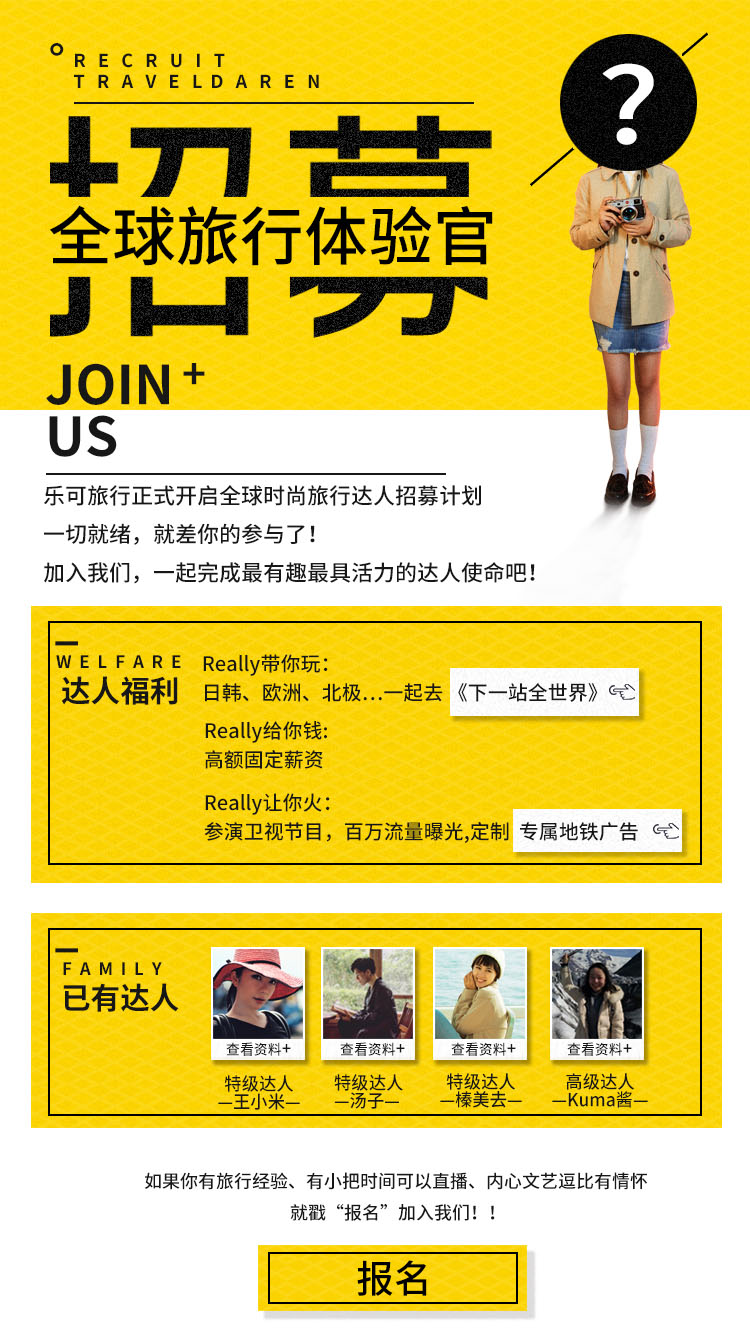 RECRUIT
TRAVELDAREN
?
招募
全球旅行体验官
JOIN +
US
乐可旅行正式开启全球时尚旅行达人招募计划
一切就绪，就差你的参与了！
加入我们，一起完成最有趣最具活力的达人使命吧！
WELFARE
达人福利
Really带你玩：
日韩、欧洲、北极...一起去 《下一站全世界》
Really给你钱:
高额固定薪资
Really让你火：
参演卫视节目，百万流量曝光,定制 专属地铁广告
FAMILY
已有达人
查看资料+ 查看资料+ 查看资料+ 查看资料+
特级达人 特级达人 特级达人 高级达人
—王小米— —汤子— —榛美去— —Kuma酱—
如果你有旅行经验、有小把时间可以直播、内心文艺逗比有情怀
就戳“报名”加入我们！！
报名